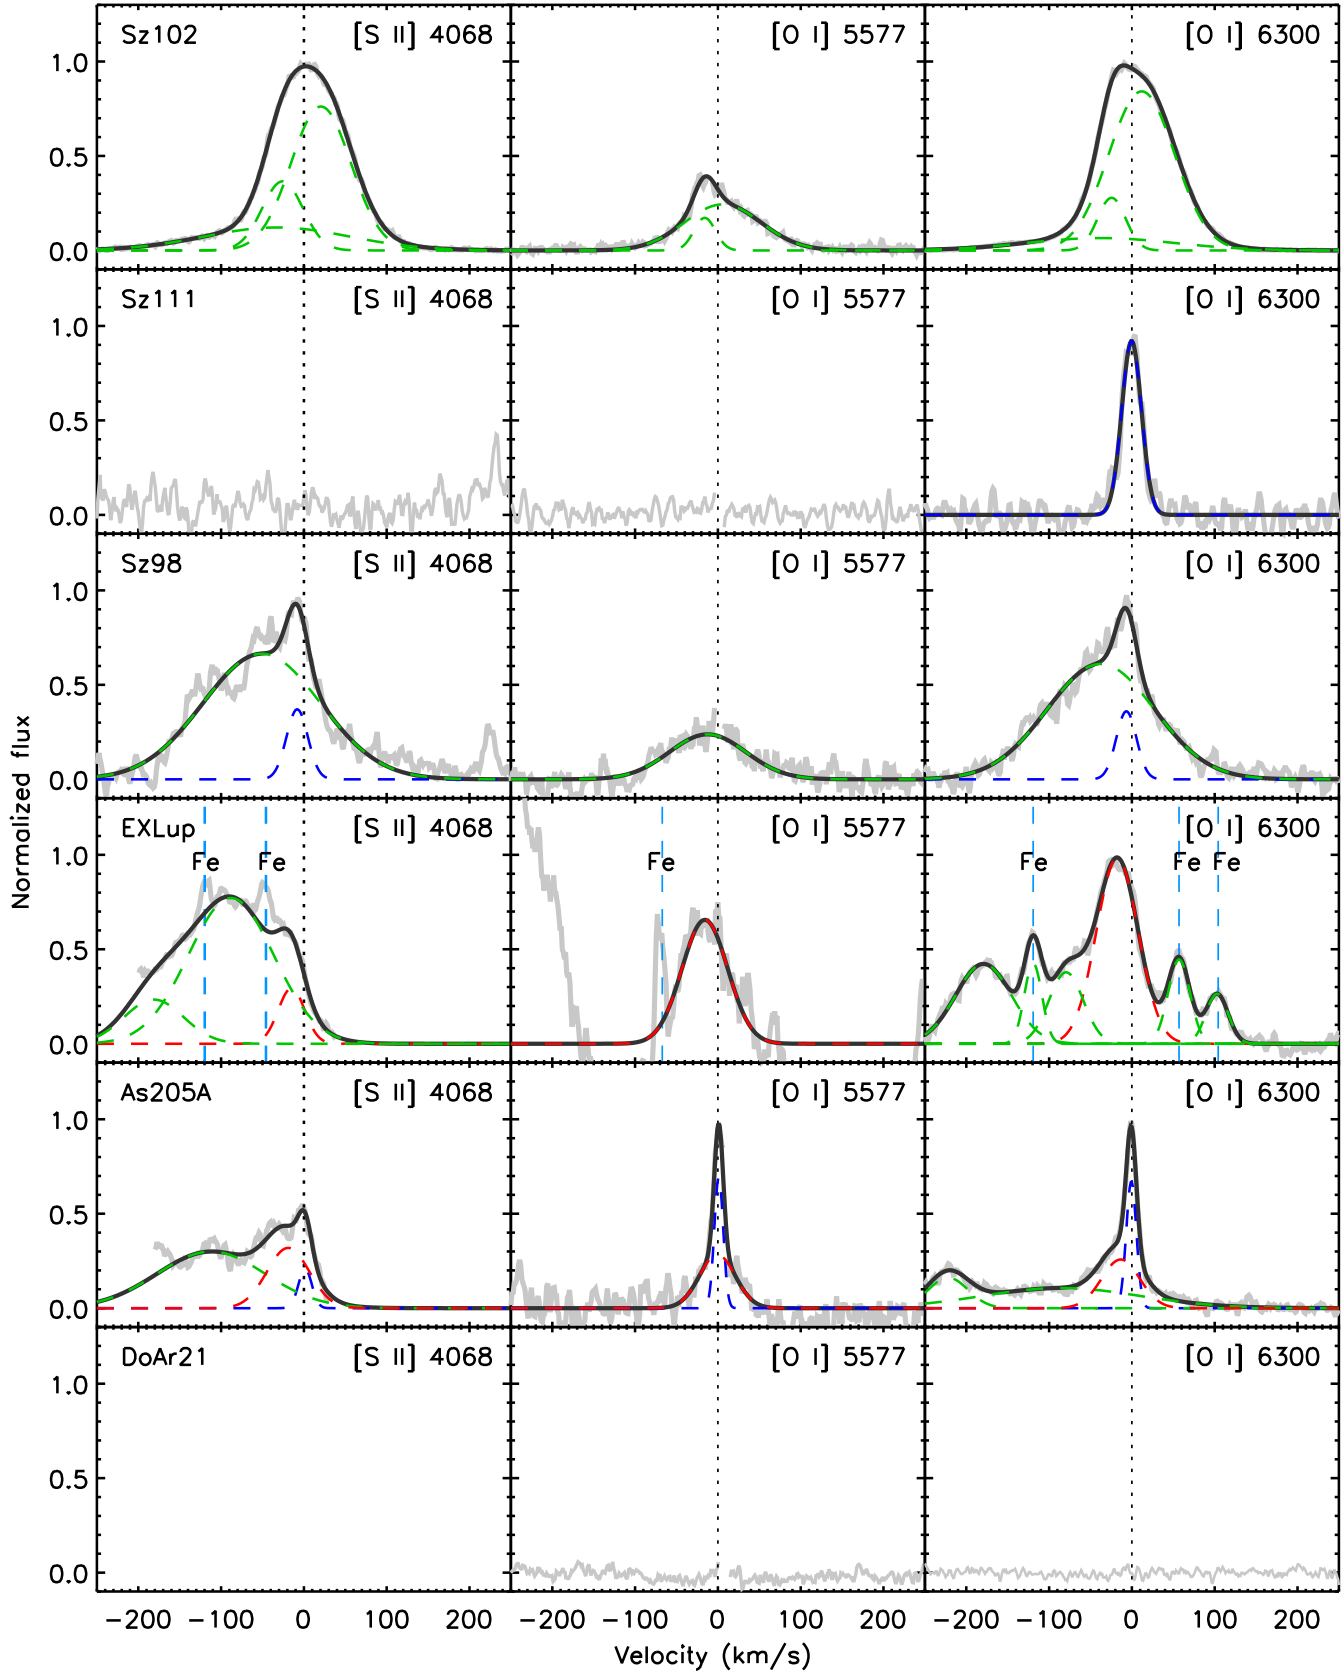 Sz102 [S II] 4068 [O I] 5577 [O I] 6300
1.0
0.5
0.0
Sz111 [S II] 4068 [O I] 5577 [O I] 6300
1.0
0.5
0.0
Sz98 [S II] 4068 [O I] 5577 [O I] 6300
1.0
0.5
0.0
Normalized flux
EXLup [S II] 4068 [O I] 5577 [O I] 6300
1.0
Fe Fe Fe Fe Fe Fe
0.5
0.0
As205A [S II] 4068 [O I] 5577 [O I] 6300
1.0
0.5
0.0
DoAr21 [S II] 4068 [O I] 5577 [O I] 6300
1.0
0.5
0.0
−200 −100 0 100 200 −200 −100 0 100 200 −200 −100 0 100 200
Velocity (km/s)